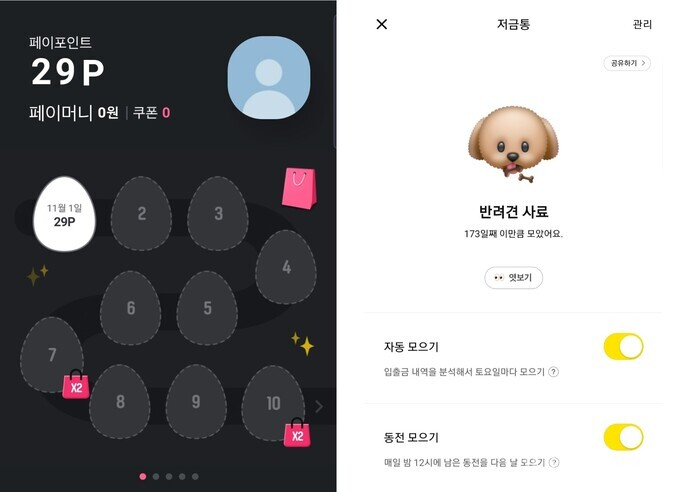 페이포인트
29P
페이머니 0원 | 쿠폰 0
11월 1일
29P
2
3
4
6
5
7
X2
8
9
10
X2
저금통
관리
공유하기
반려견 사료
173일째 이만큼 모았어요.
엿보기
자동 모으기
입출금 내역을 분석해서 토요일마다 모으기 ?
동전 모으기
매일 밤 12시에 남은 동전을 다음 날 모으기 ?